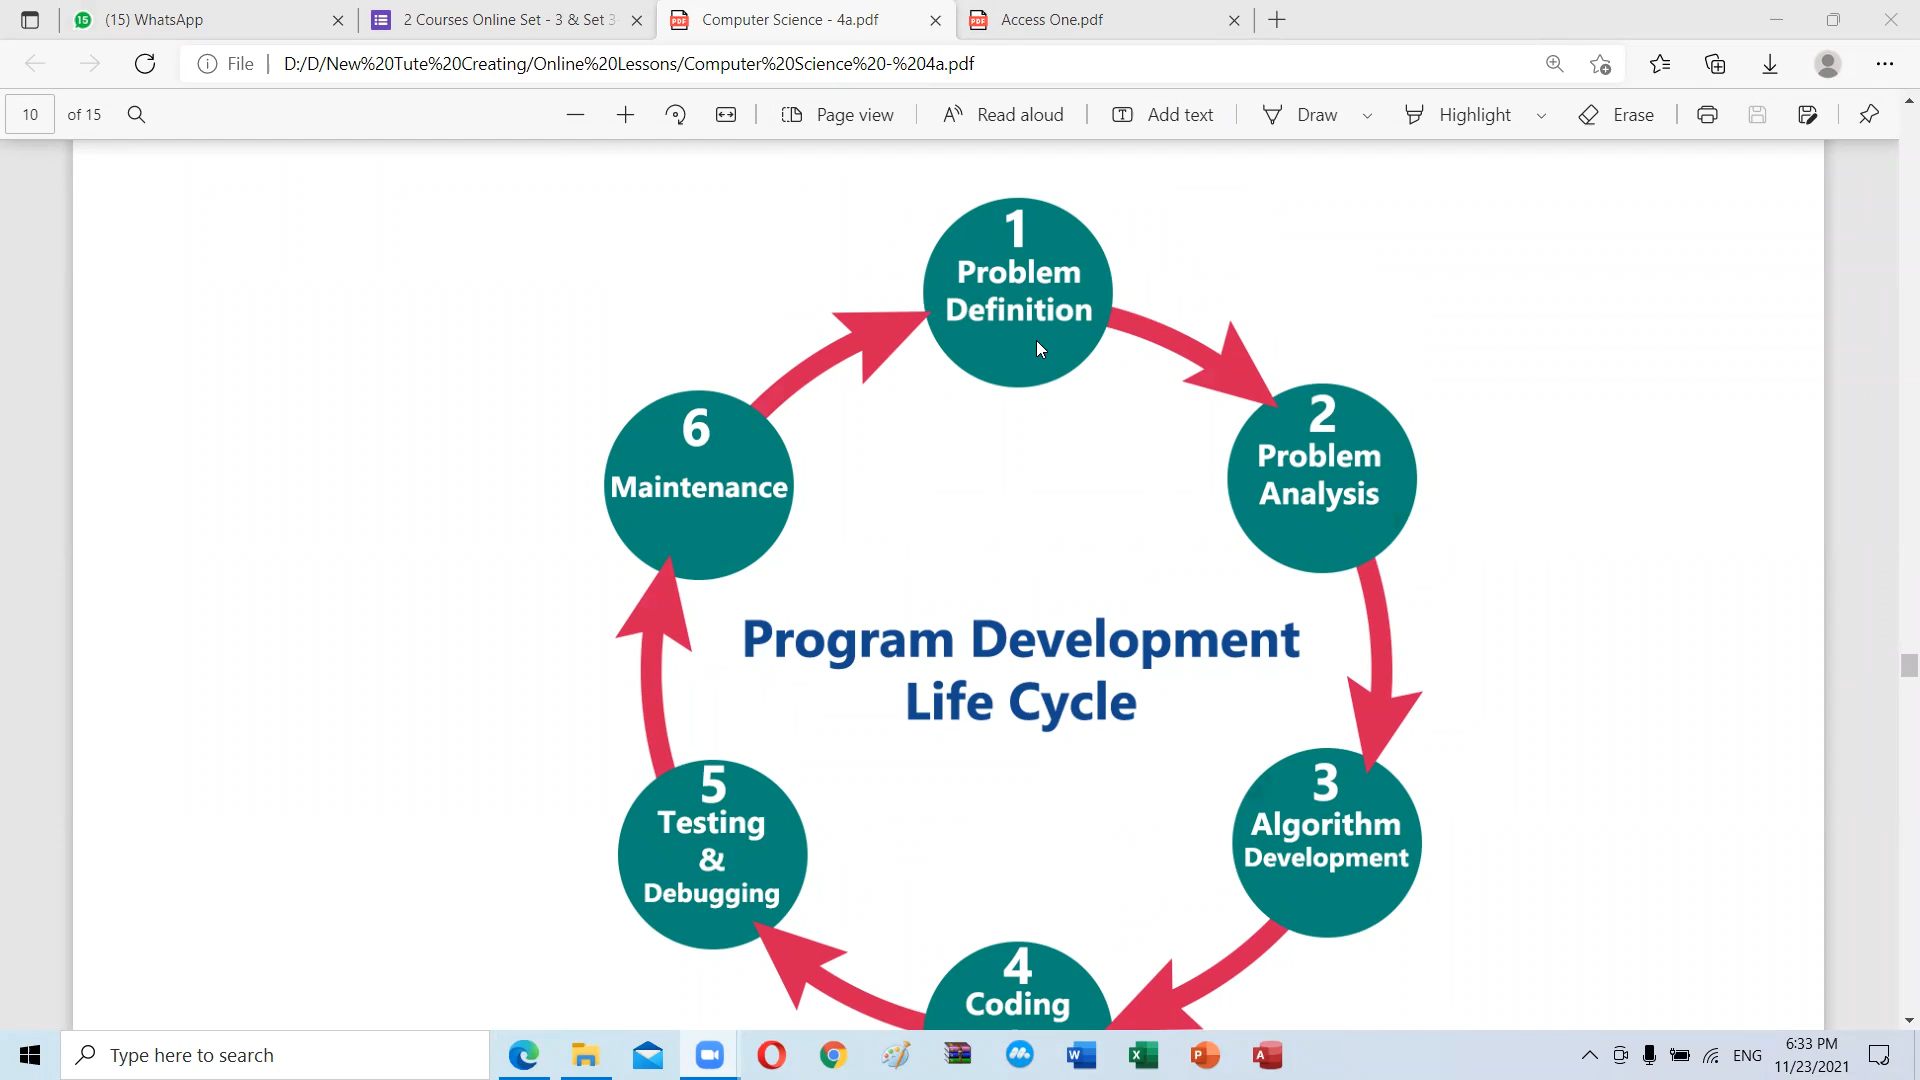 15
(15) WhatsApp
2 Courses Online Set - 3 & Set 3
PDF
Computer Science - 4a.pdf
PDF
Access One.pdf
File
D:/D/New%20Tute%20Creating/Online%20Lessons/Computer%20Science%20-%204a.pdf
10
of 15
Page view
Read aloud
Add text
Draw
Highlight
Erase
1
Problem
Definition
2
Problem
Analysis
6
Maintenance
Program Development
Life Cycle
3
Algorithm
Development
5
Testing
&
Debugging
4
Coding
Type here to search
ENG
6:33 PM
11/23/2021